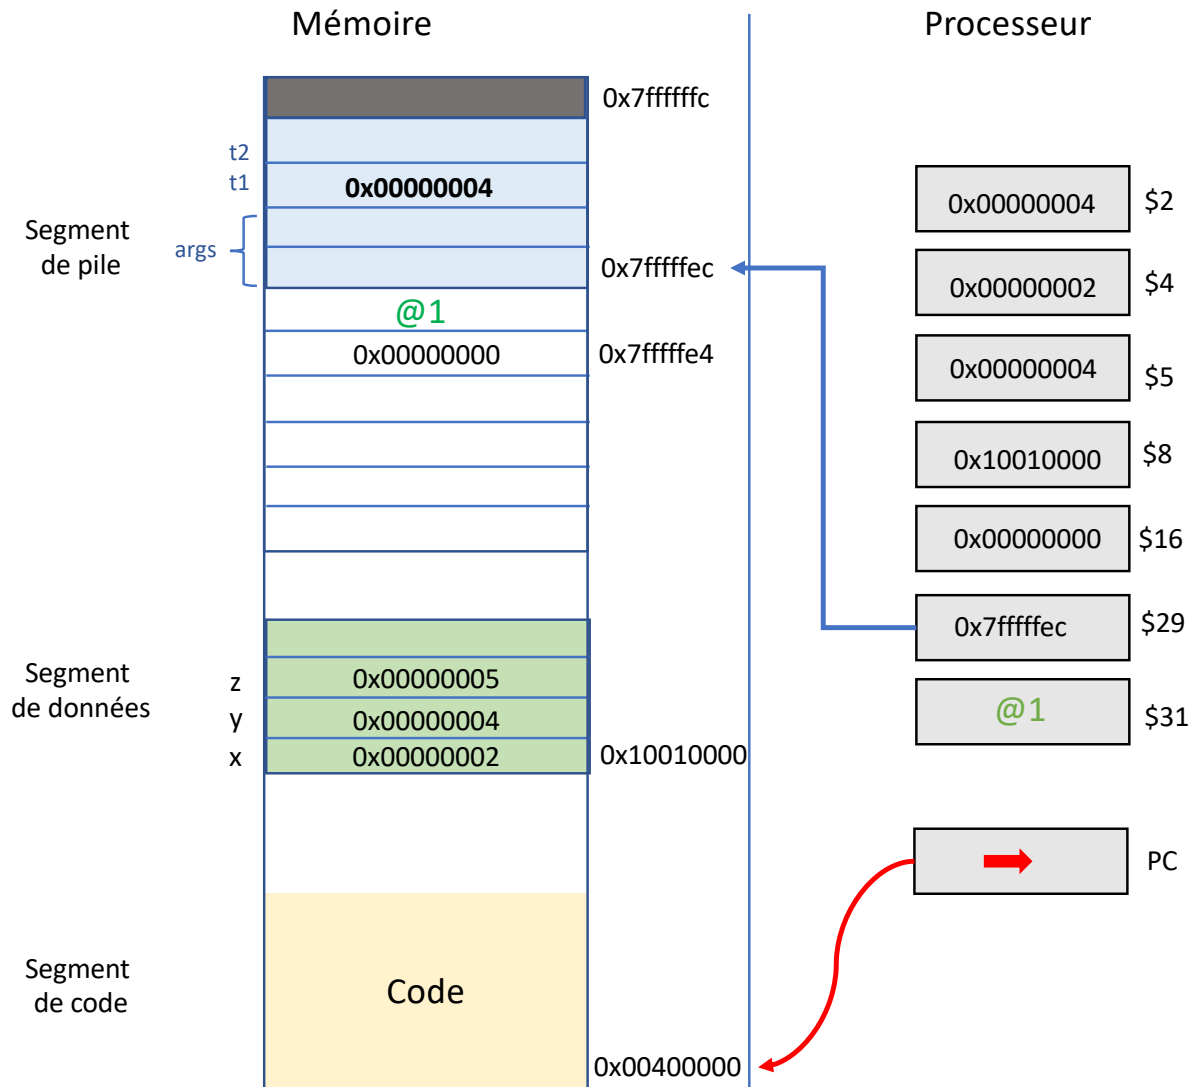 Mémoire
Processeur
0x7ffffffc
t2
t1
0x00000004
Segment
de pile
args
0x7fffffec
@1
0x00000000
0x7fffffe4
0x00000004
$2
0x00000002
$4
0x00000004
$5
0x10010000
$8
0x00000000
$16
0x7fffffec
$29
@1
$31
Segment
de données
z
0x00000005
y
0x00000004
x
0x00000002
0x10010000
PC
Segment
de code
Code
0x00400000